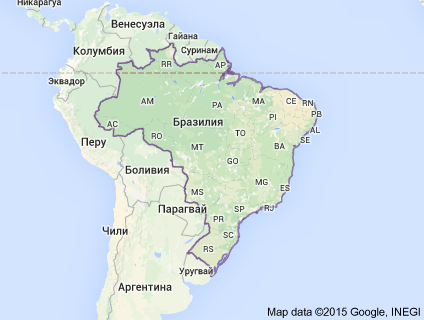 Никарагуа
Венесуэла
Гайана
Колумбия
Суринам
RR
AP
Эквадор
AM
PA
MA
CE
RN
PI
PB
AC
Бразилия
AL
RO
TO
SE
Перу
MT
BA
GO
Боливия
MG
MS
ES
Парагвай
SP
RJ
PR
Чили
SC
RS
Уругвай
Аргентина
Map data ©2015 Google, INEGI